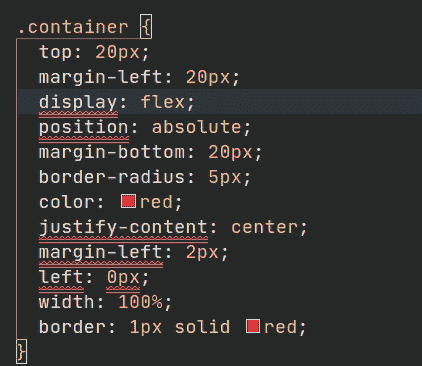 .container {
top: 20px;
margin-left: 20px;
display: flex;
position: absolute;
margin-bottom: 20px;
border-radius: 5px;
color: red;
justify-content: center;
margin-left: 2px;
left: 0px;
width: 100%;
border: 1px solid red;
}